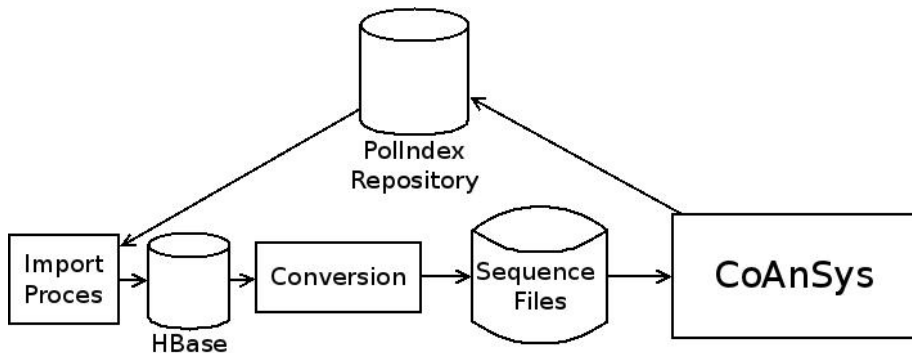 PolIndex
Repository
Import
Proces
HBase
Conversion
Sequence
Files
CoAnSys